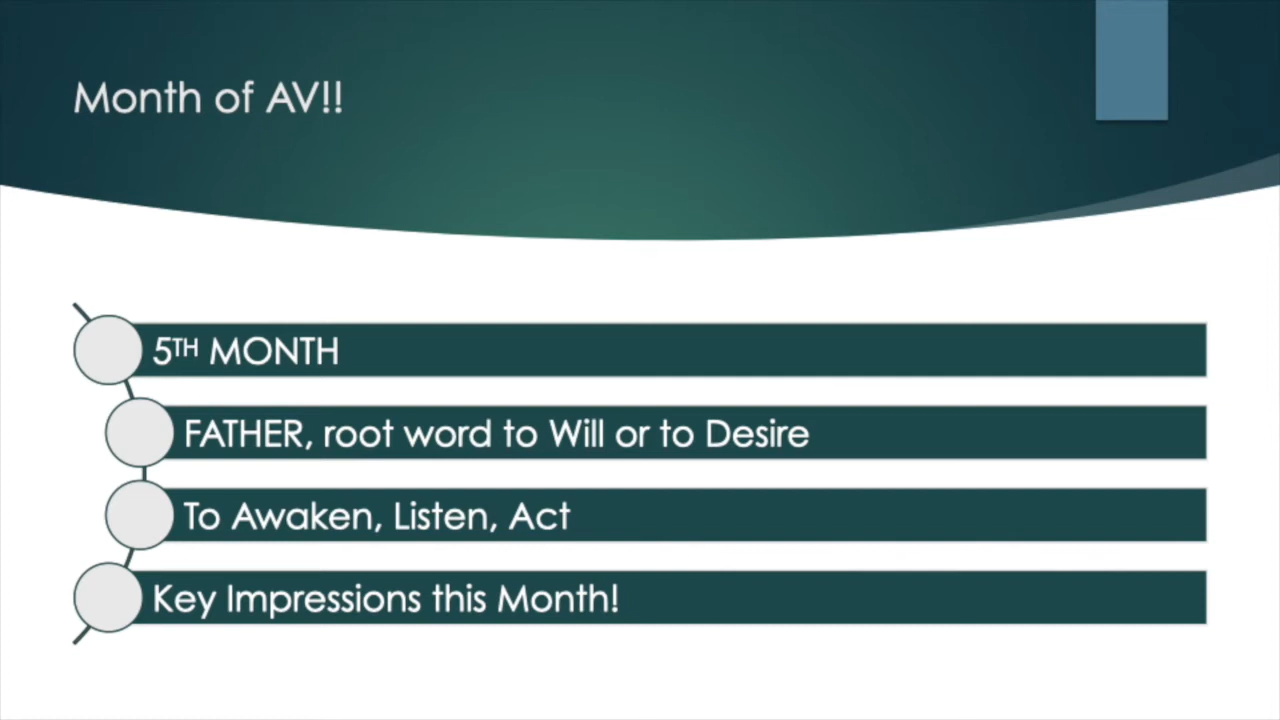 Month of AV!!
5TH MONTH
FATHER, root word to Will or to Desire
To Awaken, Listen, Act
Key Impressions this Month!